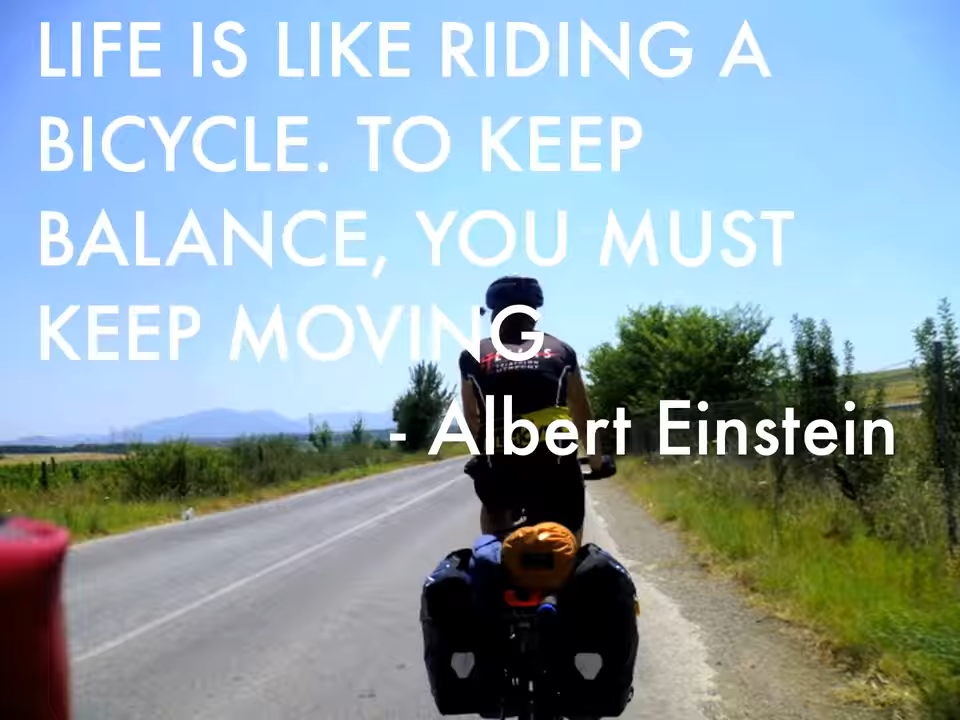 LIFE IS LIKE RIDING A
BICYCLE. TO KEEP
BALANCE, YOU MUST
KEEP MOVING
- Albert Einstein